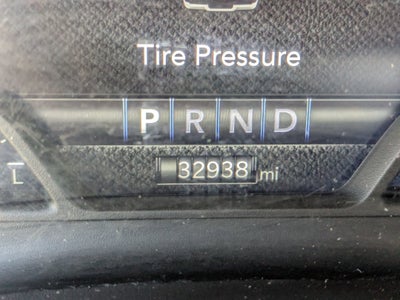 Tire Pressure
P R N D
32938 mi
L